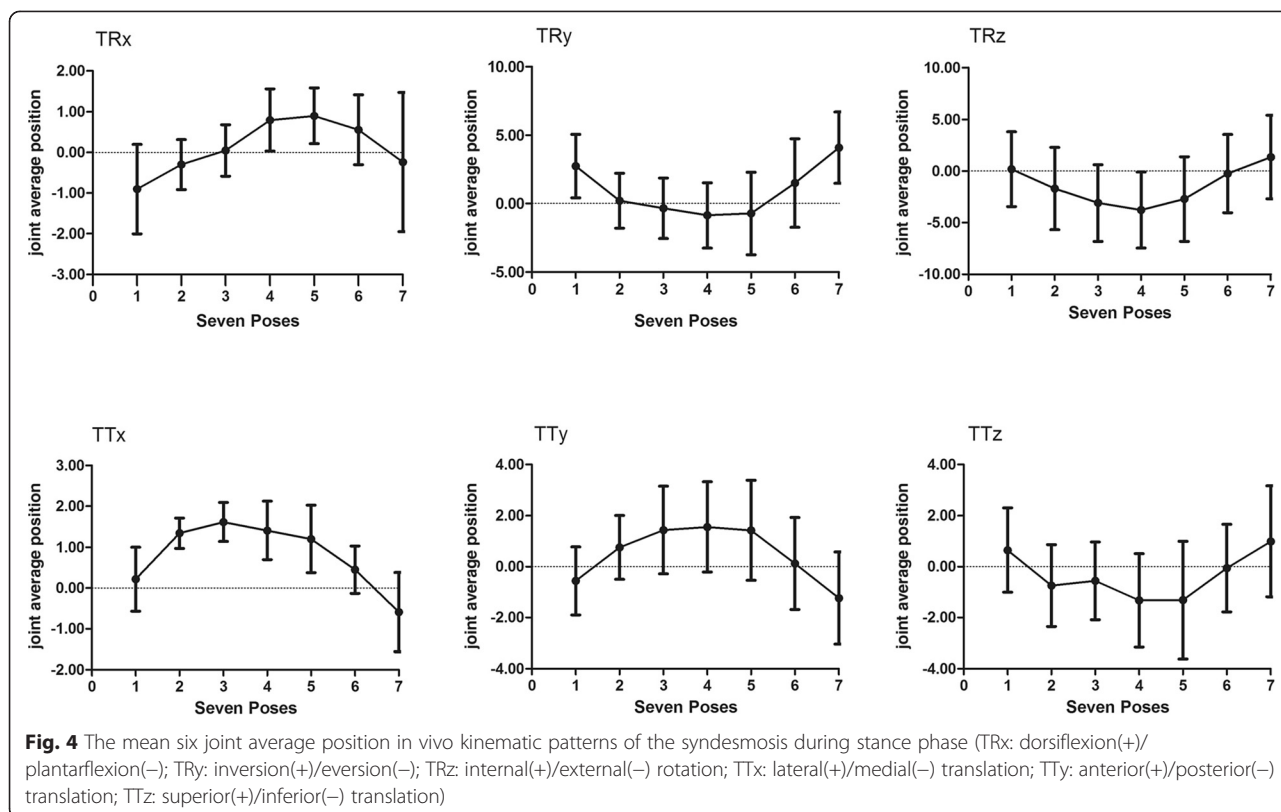 TRx
joint average position
2.00
1.00
0.00
-1.00
-2.00
-3.00
0 1 2 3 4 5 6 7
Seven Poses
TRy
joint average position
10.00
5.00
0.00
-5.00
0 1 2 3 4 5 6 7
Seven Poses
TRz
joint average position
10.00
5.00
0.00
-5.00
-10.00
0 1 2 3 4 5 6 7
Seven Poses
TTx
joint average position
3.00
2.00
1.00
0.00
-1.00
-2.00
0 1 2 3 4 5 6 7
Seven Poses
TTy
joint average position
4.00
2.00
0.00
-2.00
-4.00
0 1 2 3 4 5 6 7
Seven Poses
TTz
joint average position
4.00
2.00
0.00
-2.00
-4.00
0 1 2 3 4 5 6 7
Seven Poses
Fig. 4 The mean six joint average position in vivo kinematic patterns of the syndesmosis during stance phase (TRx: dorsiflexion(+)/
plantarflexion(−); TRy: inversion(+)/eversion(−); TRz: internal(+)/external(−) rotation; TTx: lateral(+)/medial(−) translation; TTy: anterior(+)/posterior(−)
translation; TTz: superior(+)/inferior(−) translation)